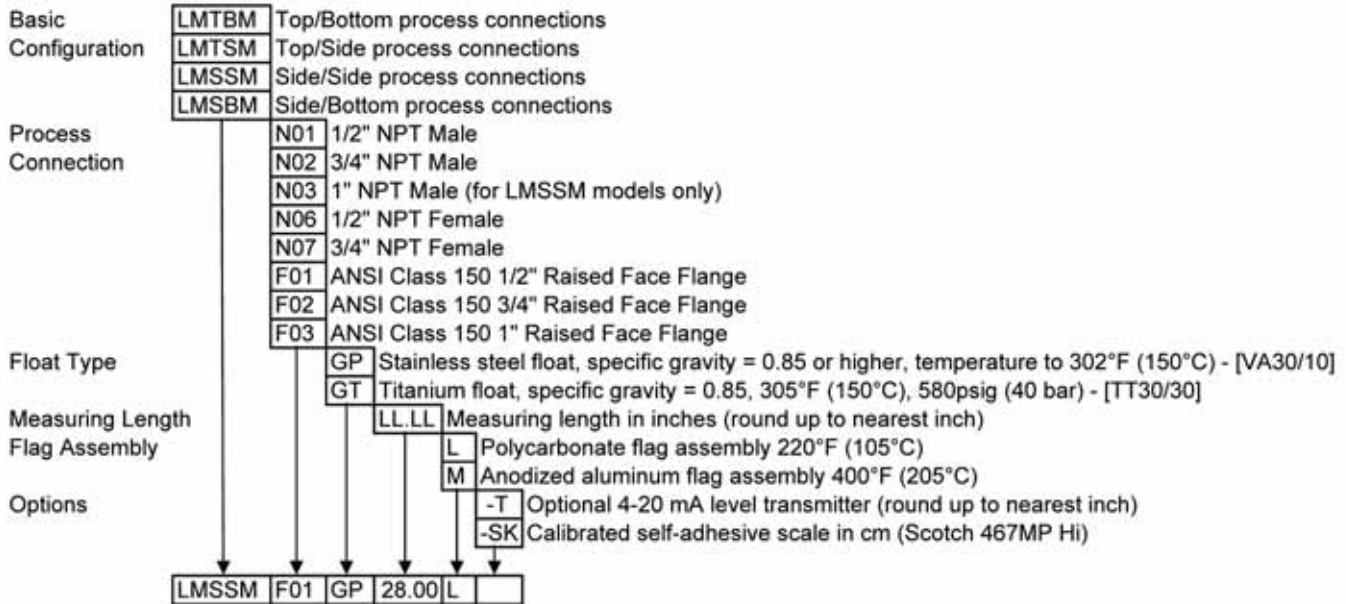 Basic LMTBM Top/Bottom process connections
Configuration LMTSM Top/Side process connections
LMSSM Side/Side process connections
LMSBM Side/Bottom process connections
Process N01 1/2" NPT Male
Connection N02 3/4" NPT Male
N03 1" NPT Male (for LMSSM models only)
N06 1/2" NPT Female
N07 3/4" NPT Female
F01 ANSI Class 150 1/2" Raised Face Flange
F02 ANSI Class 150 3/4" Raised Face Flange
F03 ANSI Class 150 1" Raised Face Flange
Float Type GP Stainless steel float, specific gravity = 0.85 or higher, temperature to 302°F (150°C) - [VA30/10]
GT Titanium float, specific gravity = 0.85, 305°F (150°C), 580psig (40 bar) - [TT30/30]
Measuring Length LL.LL Measuring length in inches (round up to nearest inch)
Flag Assembly L Polycarbonate flag assembly 220°F (105°C)
M Anodized aluminum flag assembly 400°F (205°C)
Options -T Optional 4-20 mA level transmitter (round up to nearest inch)
-SK Calibrated self-adhesive scale in cm (Scotch 467MP Hi)
LMSSM F01 GP 28.00 L